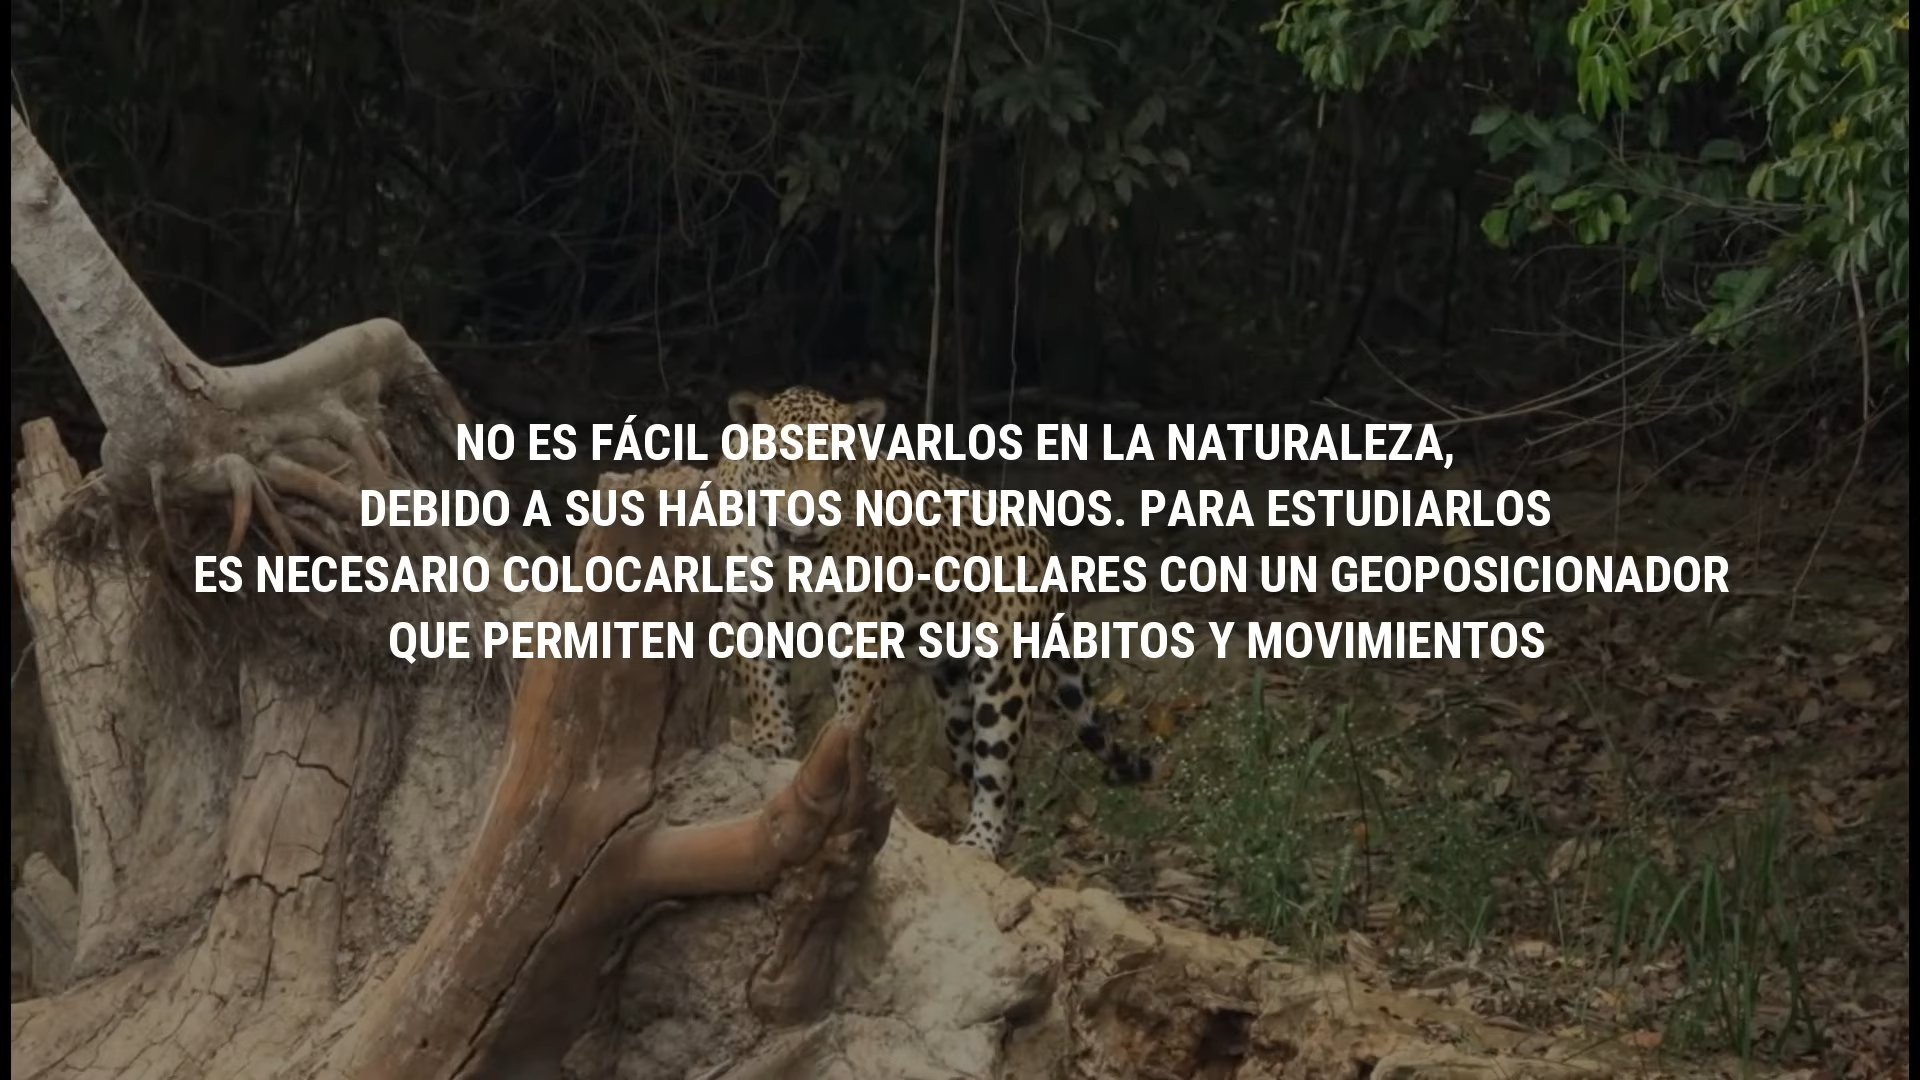 NO ES FÁCIL OBSERVARLOS EN LA NATURALEZA,
DEBIDO A SUS HÁBITOS NOCTURNOS. PARA ESTUDIARLOS
ES NECESARIO COLOCARLES RADIO-COLLARES CON UN GEOPOSICIONADOR
QUE PERMITEN CONOCER SUS HÁBITOS Y MOVIMIENTOS